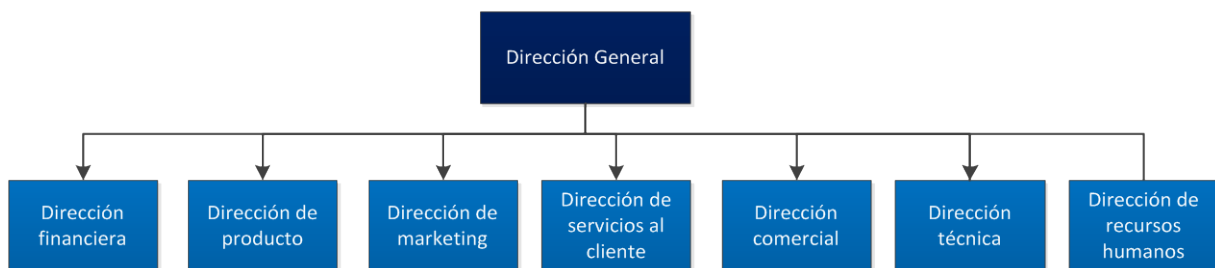 Dirección General
Dirección
financiera
Dirección de
producto
Dirección de
marketing
Dirección de
servicios al
cliente
Dirección
comercial
Dirección
técnica
Dirección de
recursos
humanos